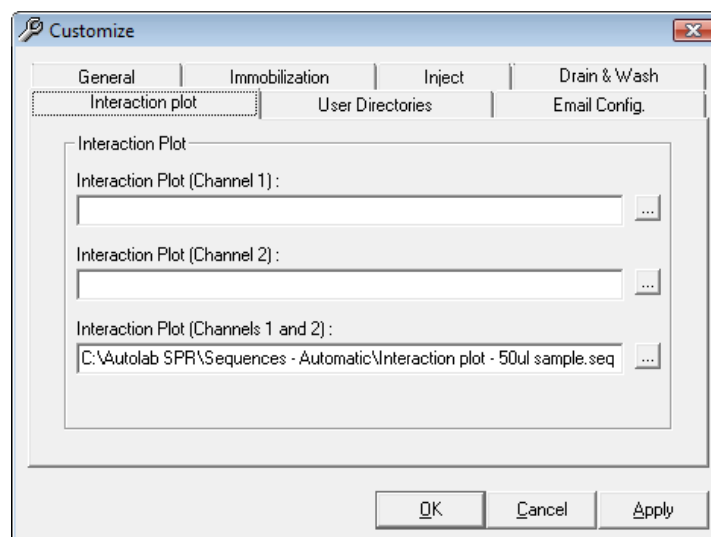 Customize
General Immobilization Inject Drain & Wash
Interaction plot User Directories Email Config.
Interaction Plot
Interaction Plot (Channel 1) :
...
Interaction Plot (Channel 2) :
...
Interaction Plot (Channels 1 and 2) :
C:\Autolab SPR\Sequences - Automatic\Interaction plot - 50ul sample.seq ...
OK Cancel Apply